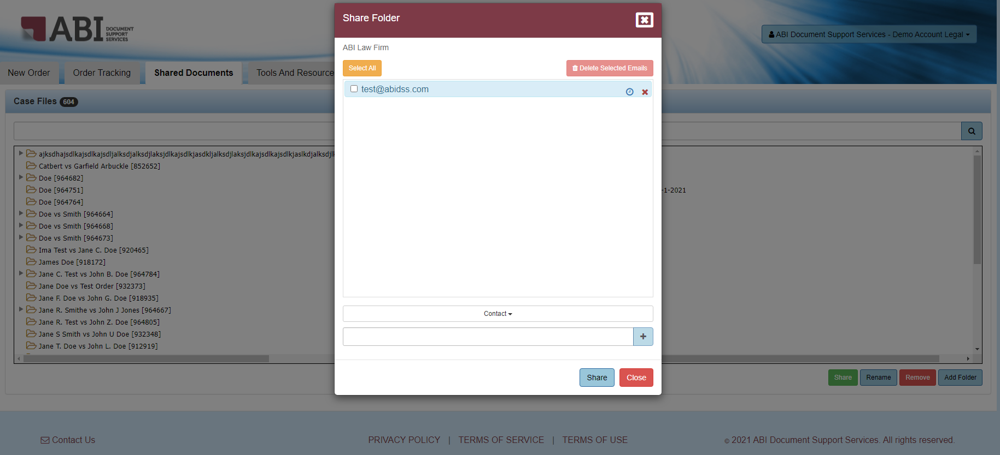 ABI DOCUMENT SUPPORT SERVICES
ABI Document Support Services - Demo Account Legal
New Order
Order Tracking
Shared Documents
Tools And Resource
Case Files 604
ajksdhajsdlkajsdlkajsdljalksdjalksdjlaksjdlkajsdlkjasdkljalksdjlaksjdlkajsdlkajsdlkjaslkdjalksdjlk
Catbert vs Garfield Arbuckle [852652]
Doe [964682]
Doe [964751]
-1-2021
Doe [964764]
Doe vs Smith [964664]
Doe vs Smith [964668]
Doe vs Smith [964673]
Ima Test vs Jane C. Doe [920465]
James Doe [918172]
Jane C. Test vs John B. Doe [964784]
Jane Doe vs Test Order [932373]
Jane F. Doe vs John G. Doe [918935]
Jane R. Smithe vs John J Jones [964667]
Jane R. Test vs John Z. Doe [964805]
Jane S Smith vs John U Doe [932348]
Jane T. Doe vs John L. Doe [912919]
Share
Rename
Remove
Add Folder
Share Folder
ABI Law Firm
Select All
Delete Selected Emails
test@abidss.com
Contact
Share
Close
Contact Us
PRIVACY POLICY | TERMS OF SERVICE | TERMS OF USE
© 2021 ABI Document Support Services. All rights reserved.